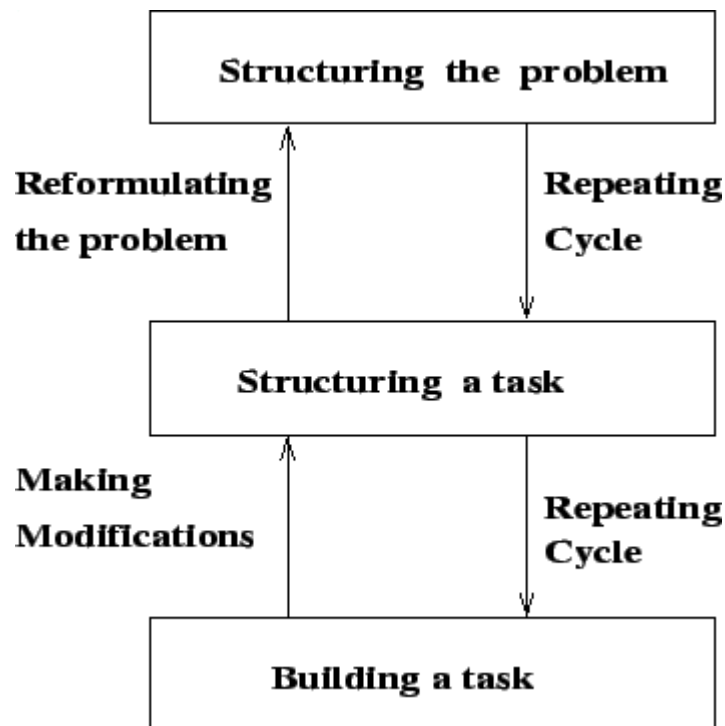 Structuring the problem
Reformulating
the problem
Repeating
Cycle
Structuring a task
Making
Modifications
Repeating
Cycle
Building a task